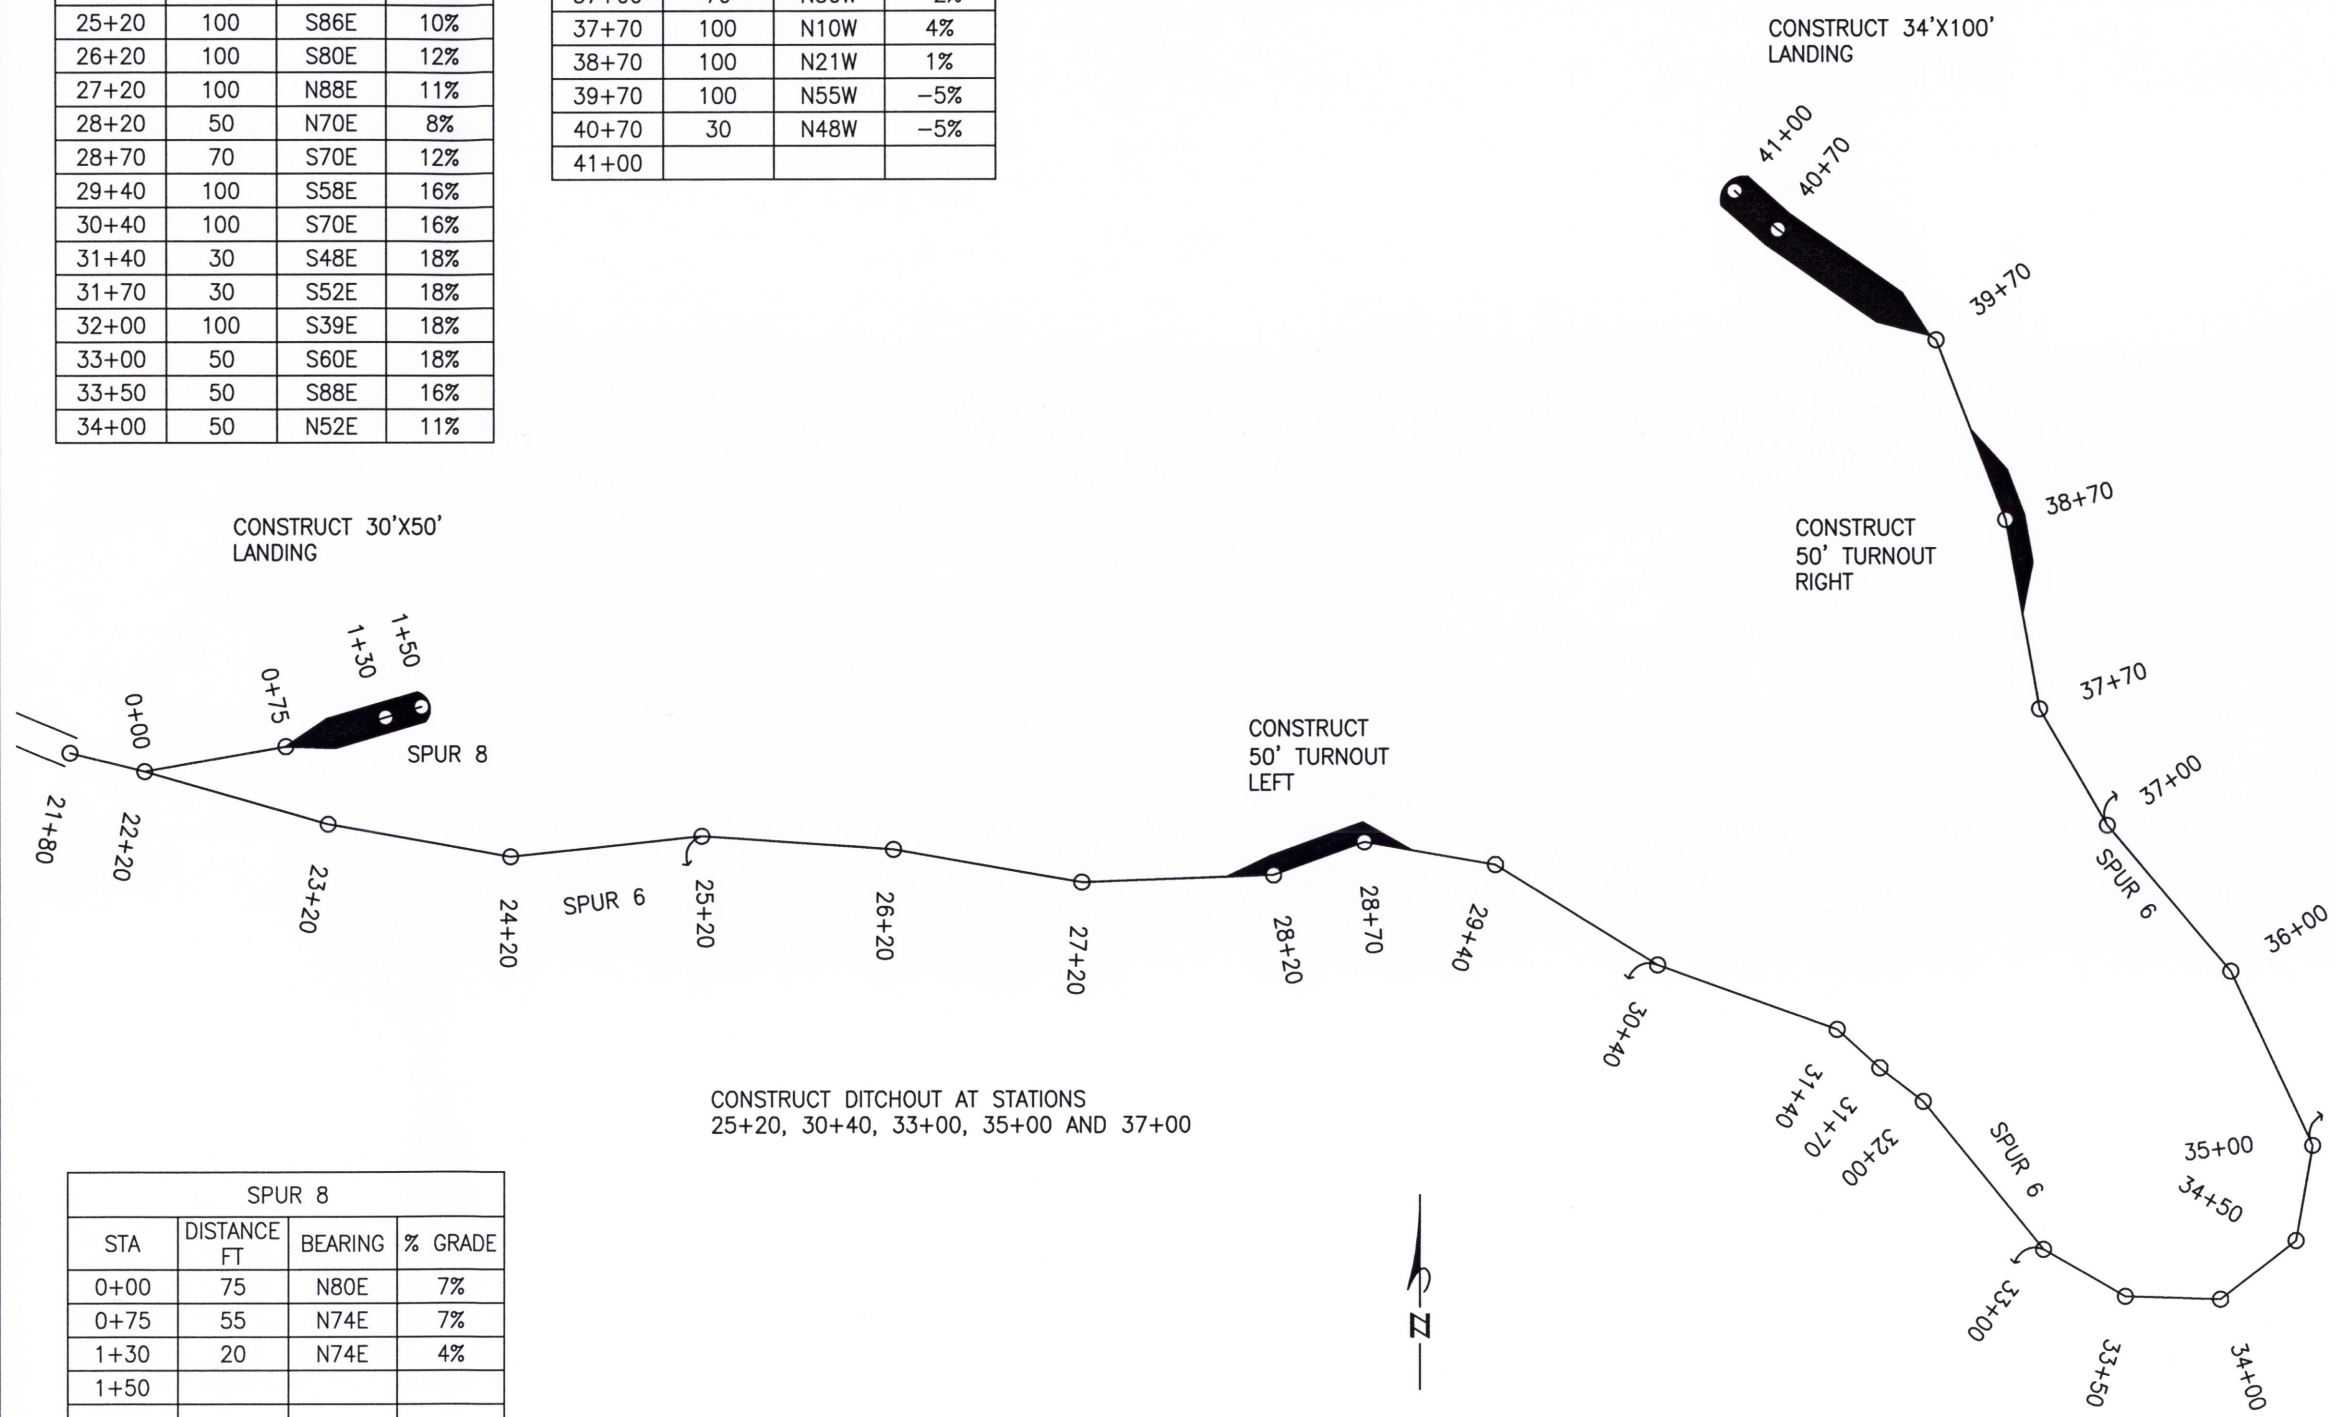 25+20 100 S86E 10%
26+20 100 S80E 12%
27+20 100 N88E 11%
28+20 50 N70E 8%
28+70 70 S70E 12%
29+40 100 S58E 16%
30+40 100 S70E 16%
31+40 30 S48E 18%
31+70 30 S52E 18%
32+00 100 S39E 18%
33+00 50 S60E 18%
33+50 50 S88E 16%
34+00 50 N52E 11%
37+70 100 N10W 4%
38+70 100 N21W 1%
39+70 100 N55W -5%
40+70 30 N48W -5%
41+00
CONSTRUCT 34'X100'
LANDING
41+00
40+70
39+70
38+70
CONSTRUCT
50' TURNOUT
RIGHT
37+70
37+00
SPUR 6
36+00
35+00
34+50
CONSTRUCT 30'X50'
LANDING
1+50
1+30
0+75
0+00
SPUR 8
21+80
22+20
23+20
24+20
SPUR 6
25+20
26+20
27+20
CONSTRUCT
50' TURNOUT
LEFT
28+20
28+70
29+40
30+40
31+40
31+70
32+00
SPUR 6
33+00
33+50
34+00
CONSTRUCT DITCHOUT AT STATIONS
25+20, 30+40, 33+00, 35+00 AND 37+00
SPUR 8
STA DISTANCE FT BEARING % GRADE
0+00 75 N80E 7%
0+75 55 N74E 7%
1+30 20 N74E 4%
1+50
N